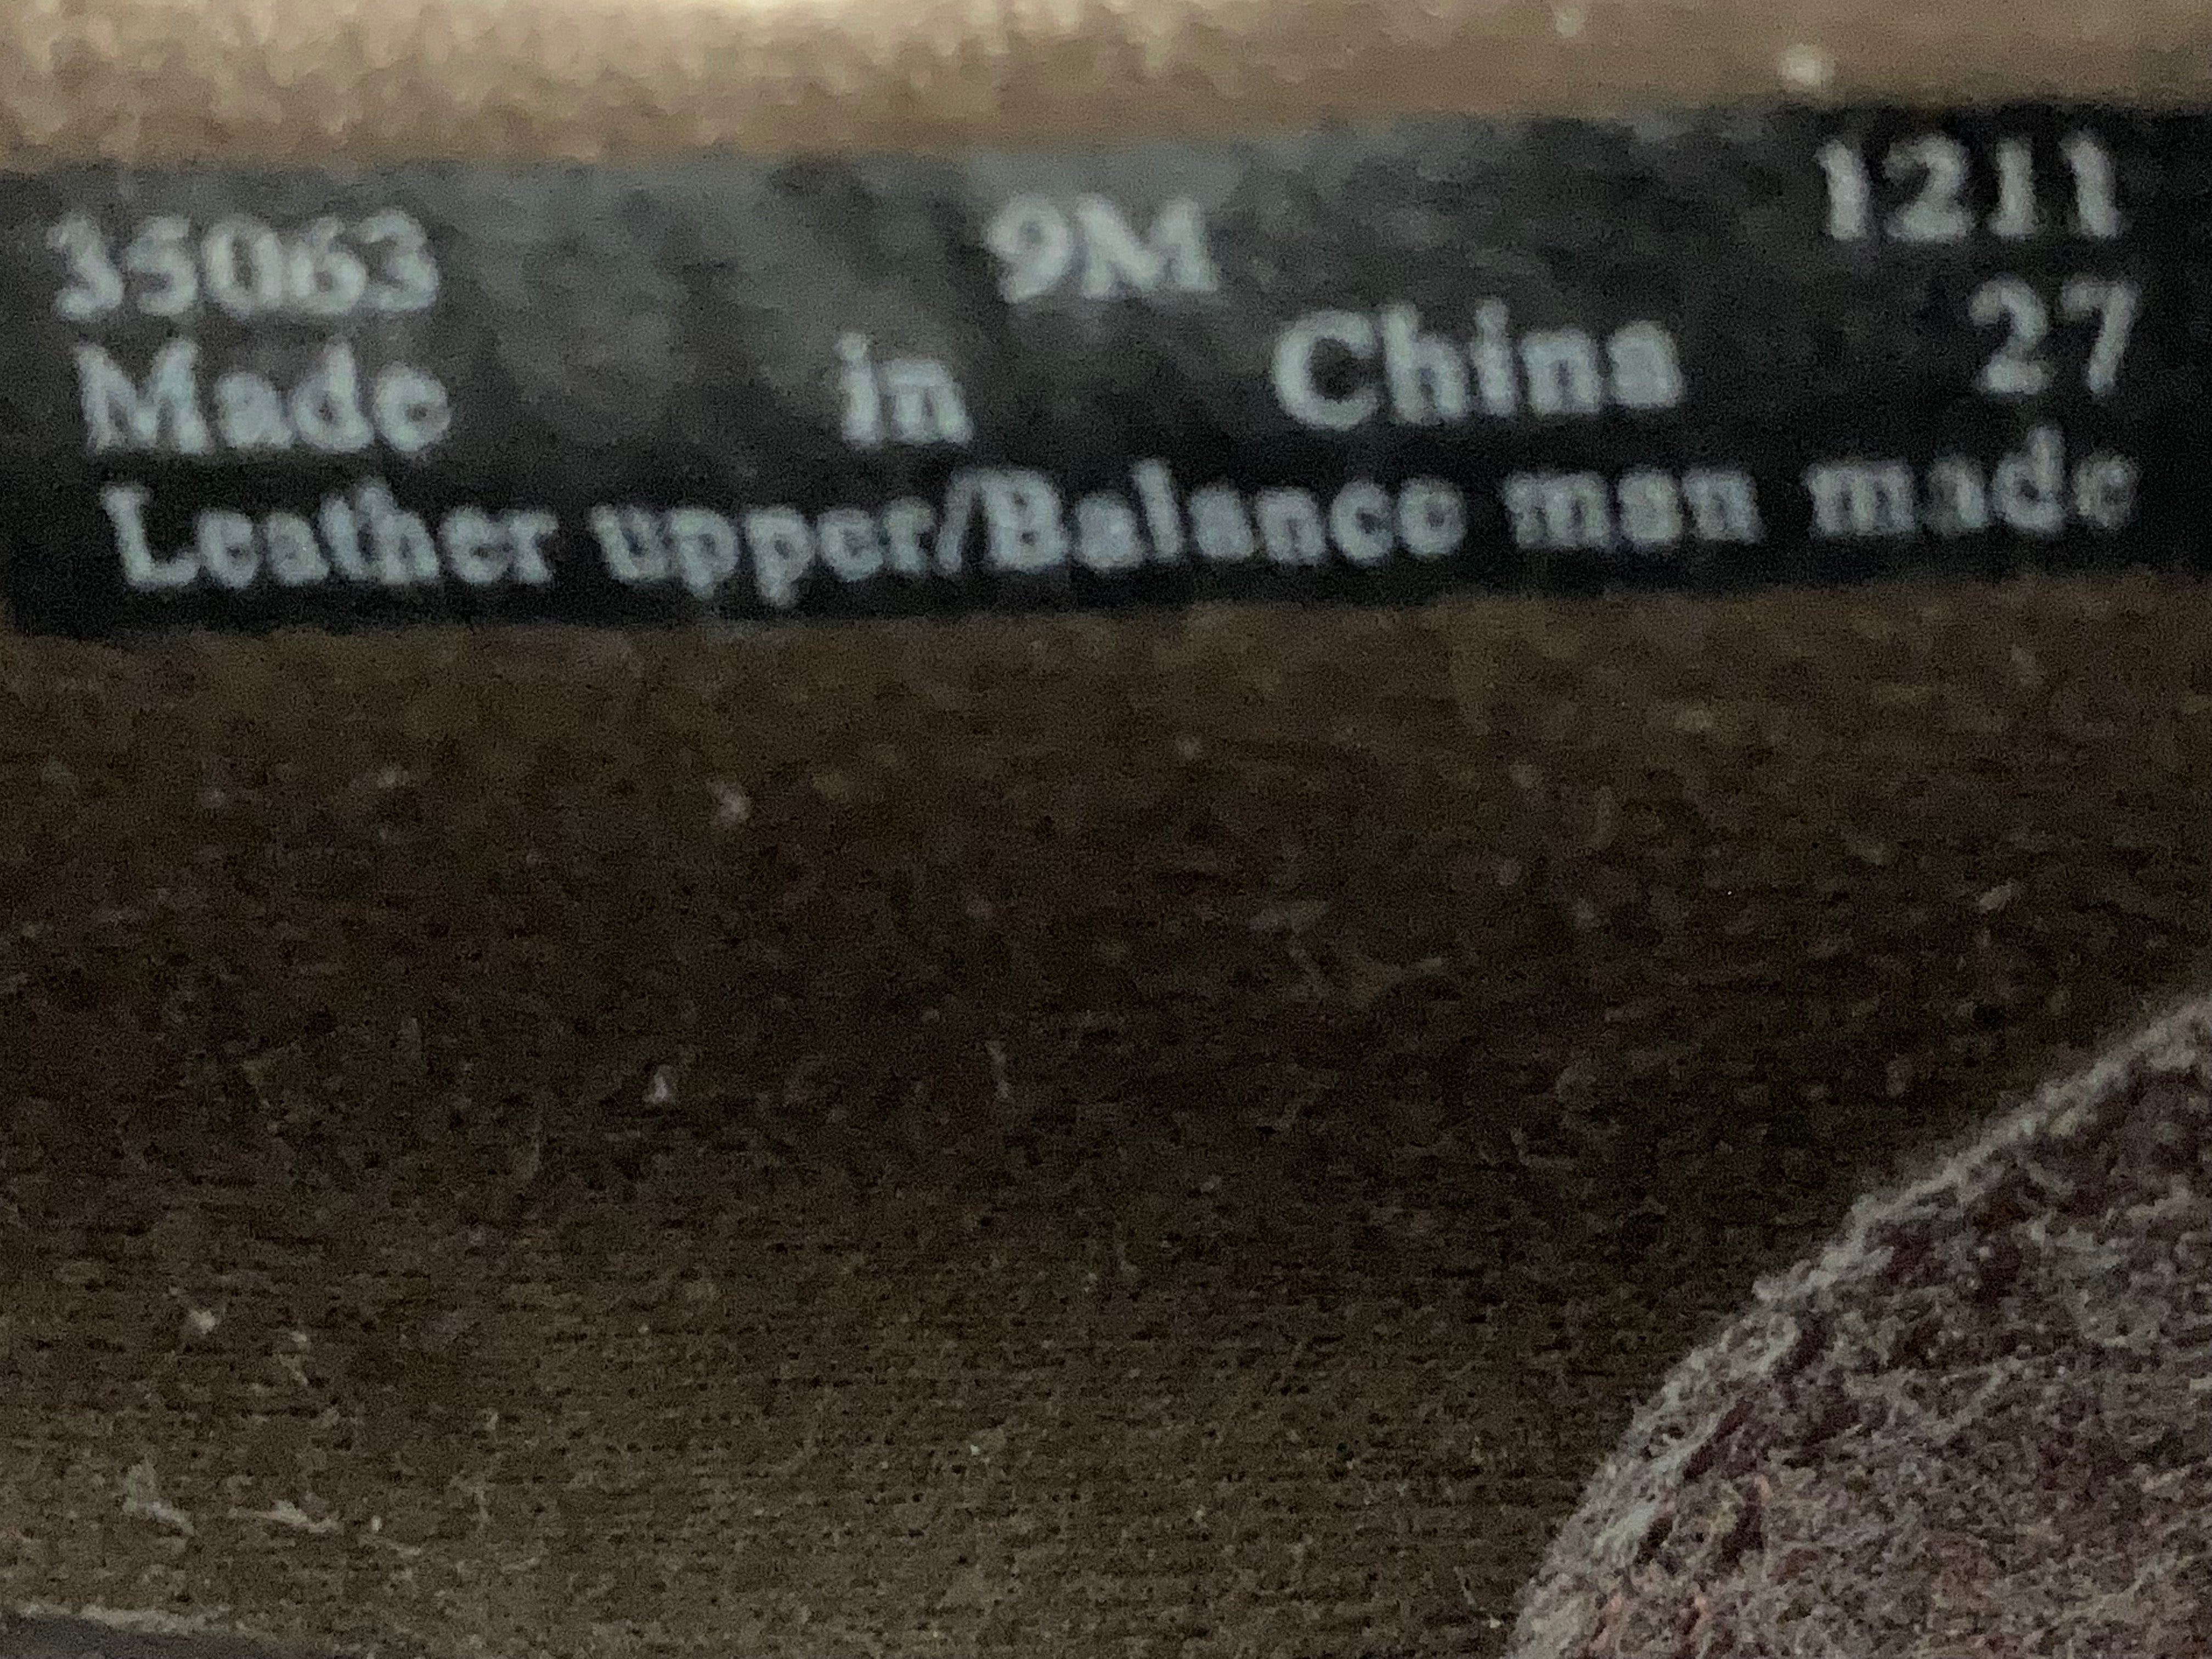 35063 9M 1211
Made in China 27
Leather upper/Balance man made